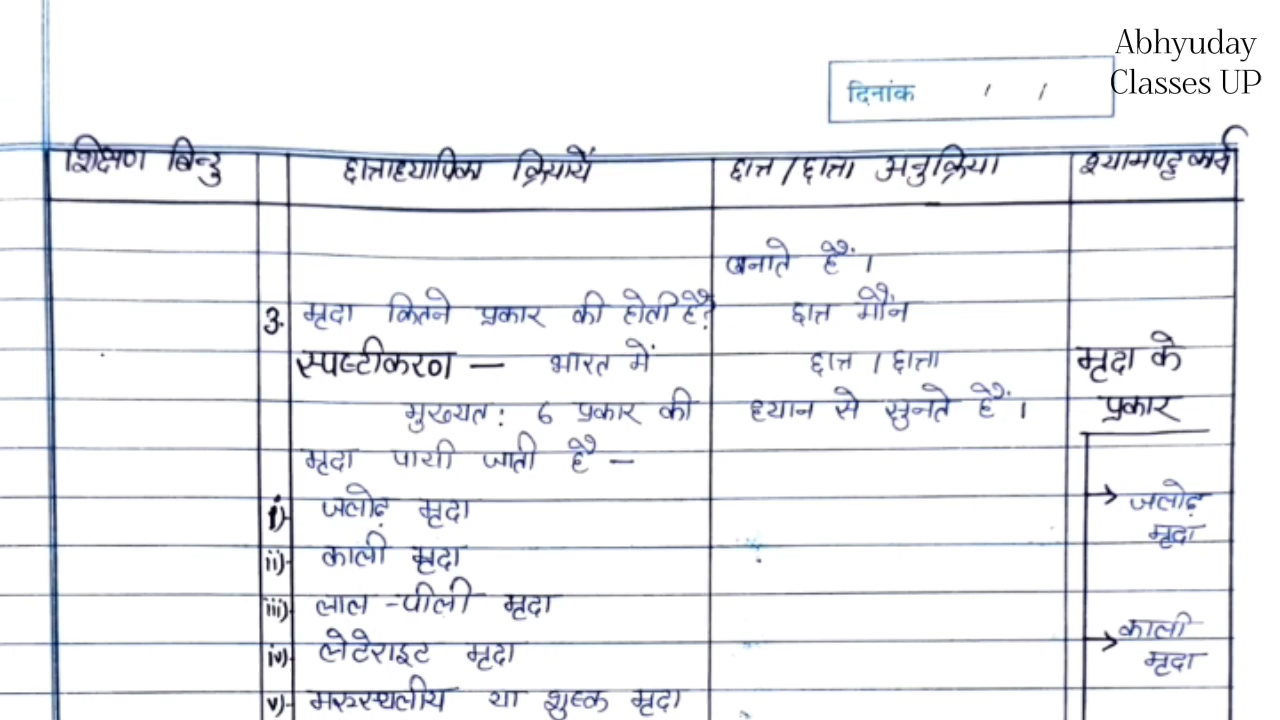 Abhyuday
Classes UP
दिनांक / /
शिक्षण बिन्दु छात्राध्यापिका क्रियायें छात्र/छात्रा अनुक्रिया श्यामपट्ट कार्य
बनाते हैं।
3. मृदा कितने प्रकार की होती है? छात्र मौन
स्पष्टीकरण — भारत में छात्र / छात्रा मृदा के
मुख्यत: 6 प्रकार की ध्यान से सुनते हैं। प्रकार
मृदा पायी जाती है —
i)- जलोढ़ मृदा → जलोढ़
मृदा
ii)- काली मृदा
iii)- लाल -पीली मृदा
→ काली
iv)- लेटेराइट मृदा मृदा
v)- मरुस्थलीय या शुष्क मृदा